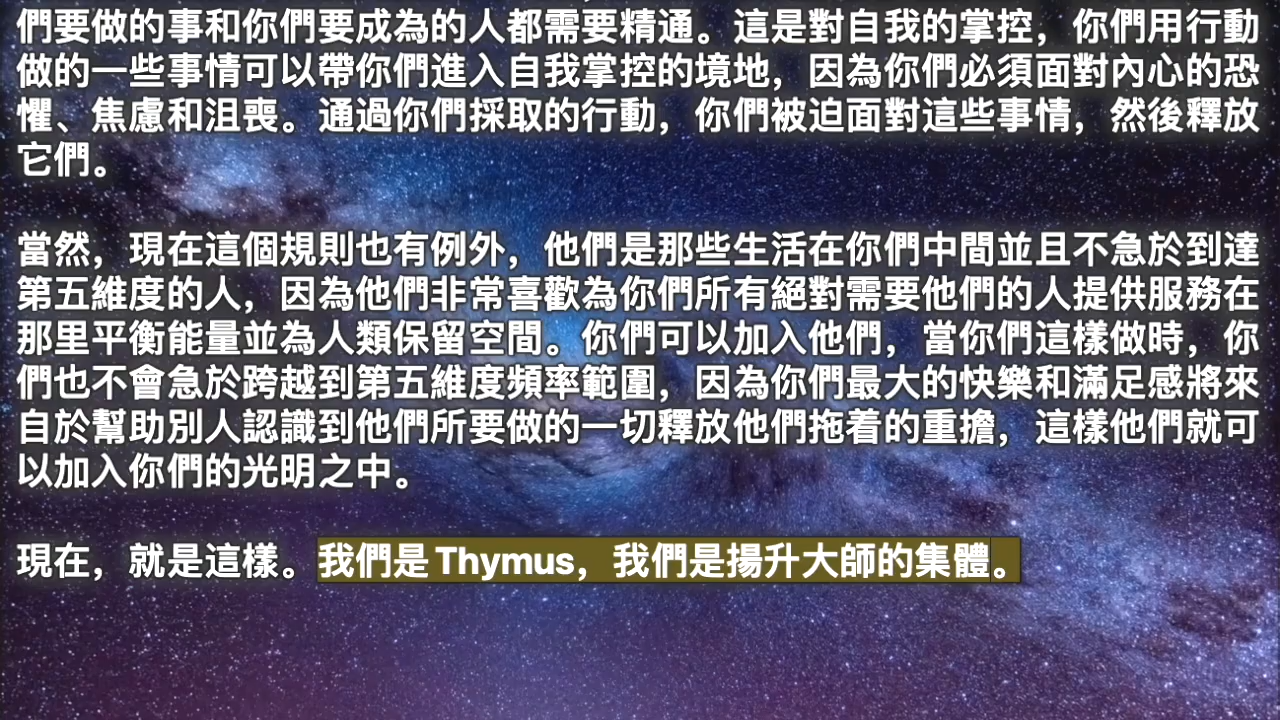 們要做的事和你們要成為的人都需要精通。這是對自我的掌控，你們用行動
做的一些事情可以帶你們進入自我掌控的境地，因為你們必須面對內心的恐
懼、焦慮和沮喪。通過你們採取的行動，你們被迫面對這些事情，然後釋放
它們。
當然，現在這個規則也有例外，他們是那些生活在你們中間並且不急於到達
第五維度的人，因為他們非常喜歡為你們所有絕對需要他們的人提供服務在
那里平衡能量並為人類保留空間。你們可以加入他們，當你們這樣做時，你
們也不會急於跨越到第五維度頻率範圍，因為你們最大的快樂和滿足感將來
自於幫助別人認識到他們所要做的一切釋放他們拖着的重擔，這樣他們就可
以加入你們的光明之中。
現在，就是這樣。我們是 Thymus，我們是揚升大師的集體。